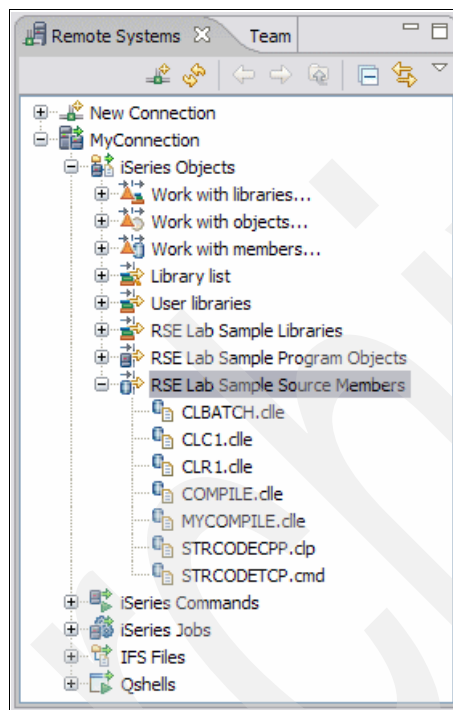 Remote Systems Team
New Connection
MyConnection
iSeries Objects
Work with libraries...
Work with objects...
Work with members...
Library list
User libraries
RSE Lab Sample Libraries
RSE Lab Sample Program Objects
RSE Lab Sample Source Members
CLBATCH.clle
CLC1.clle
CLR1.clle
COMPILE.clle
MYCOMPILE.clle
STRCODECPP.clp
STRCODETCP.cmd
iSeries Commands
iSeries Jobs
IFS Files
Qshells